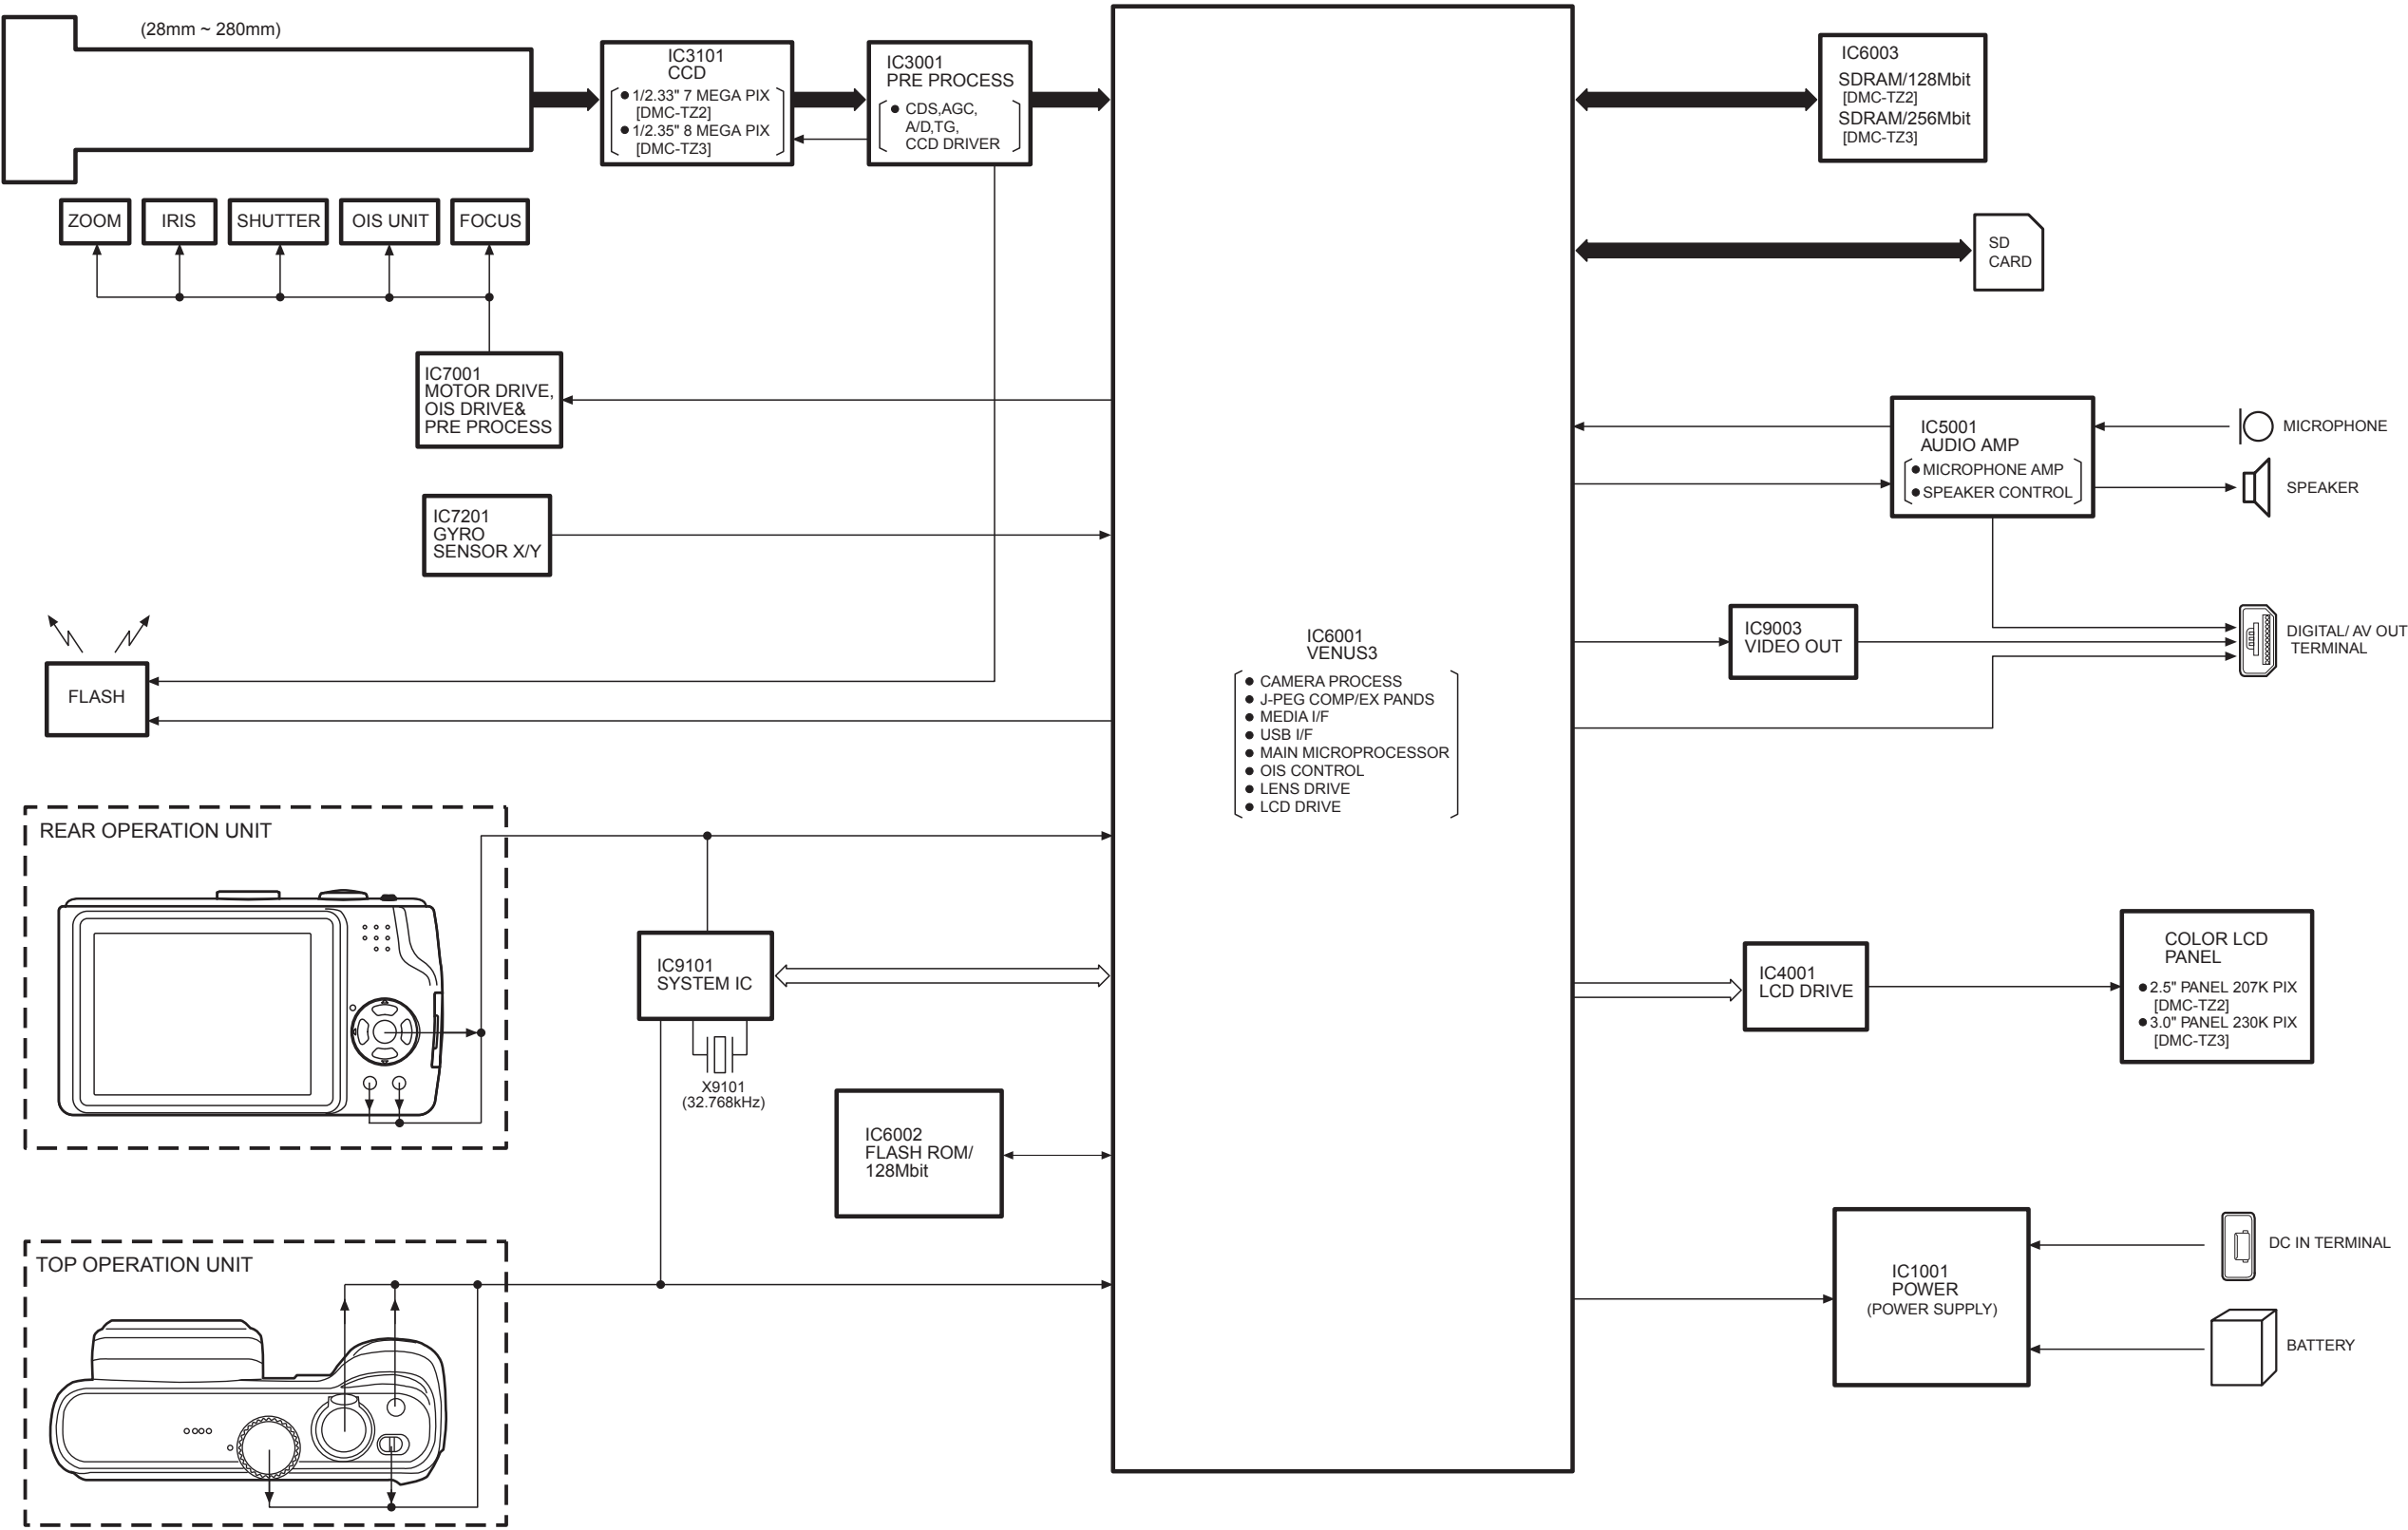 (28mm ~ 280mm)
IC3101
CCD
● 1/2.33" 7 MEGA PIX
[DMC-TZ2]
● 1/2.35" 8 MEGA PIX
[DMC-TZ3]
IC3001
PRE PROCESS
● CDS,AGC,
A/D,TG,
CCD DRIVER
IC6003
SDRAM/128Mbit
[DMC-TZ2]
SDRAM/256Mbit
[DMC-TZ3]
ZOOM
IRIS
SHUTTER
OIS UNIT
FOCUS
SD
CARD
IC7001
MOTOR DRIVE,
OIS DRIVE&
PRE PROCESS
IC5001
AUDIO AMP
● MICROPHONE AMP
● SPEAKER CONTROL
MICROPHONE
SPEAKER
IC7201
GYRO
SENSOR X/Y
IC6001
VENUS3
● CAMERA PROCESS
● J-PEG COMP/EX PANDS
● MEDIA I/F
● USB I/F
● MAIN MICROPROCESSOR
● OIS CONTROL
● LENS DRIVE
● LCD DRIVE
IC9003
VIDEO OUT
DIGITAL/ AV OUT
TERMINAL
FLASH
REAR OPERATION UNIT
IC9101
SYSTEM IC
X9101
(32.768kHz)
IC4001
LCD DRIVE
COLOR LCD
PANEL
● 2.5" PANEL 207K PIX
[DMC-TZ2]
● 3.0" PANEL 230K PIX
[DMC-TZ3]
IC6002
FLASH ROM/
128Mbit
TOP OPERATION UNIT
IC1001
POWER
(POWER SUPPLY)
DC IN TERMINAL
BATTERY